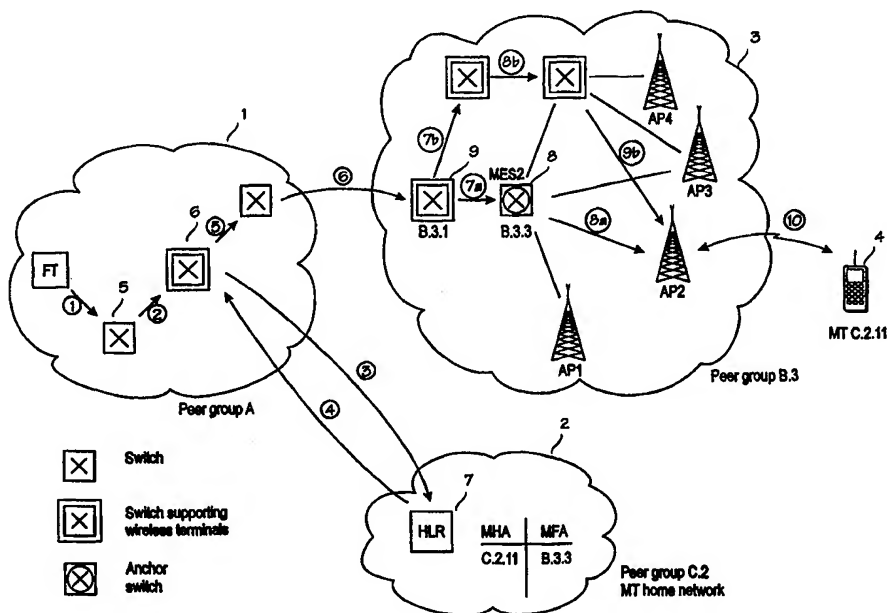 1
3
8b
7b
9
MES2
8
7a
AP4
6
9b
AP3
6
5
B.3.1
B.3.3
8a
10
4
FT
5
1
2
AP2
MT C.2.11
AP1
Peer group B.3
3
Peer group A
4
2
Switch
7
Switch supporting
wireless terminals
HLR
MHA
MFA
C.2.11
B.3.3
Anchor
switch
Peer group C.2
MT home network